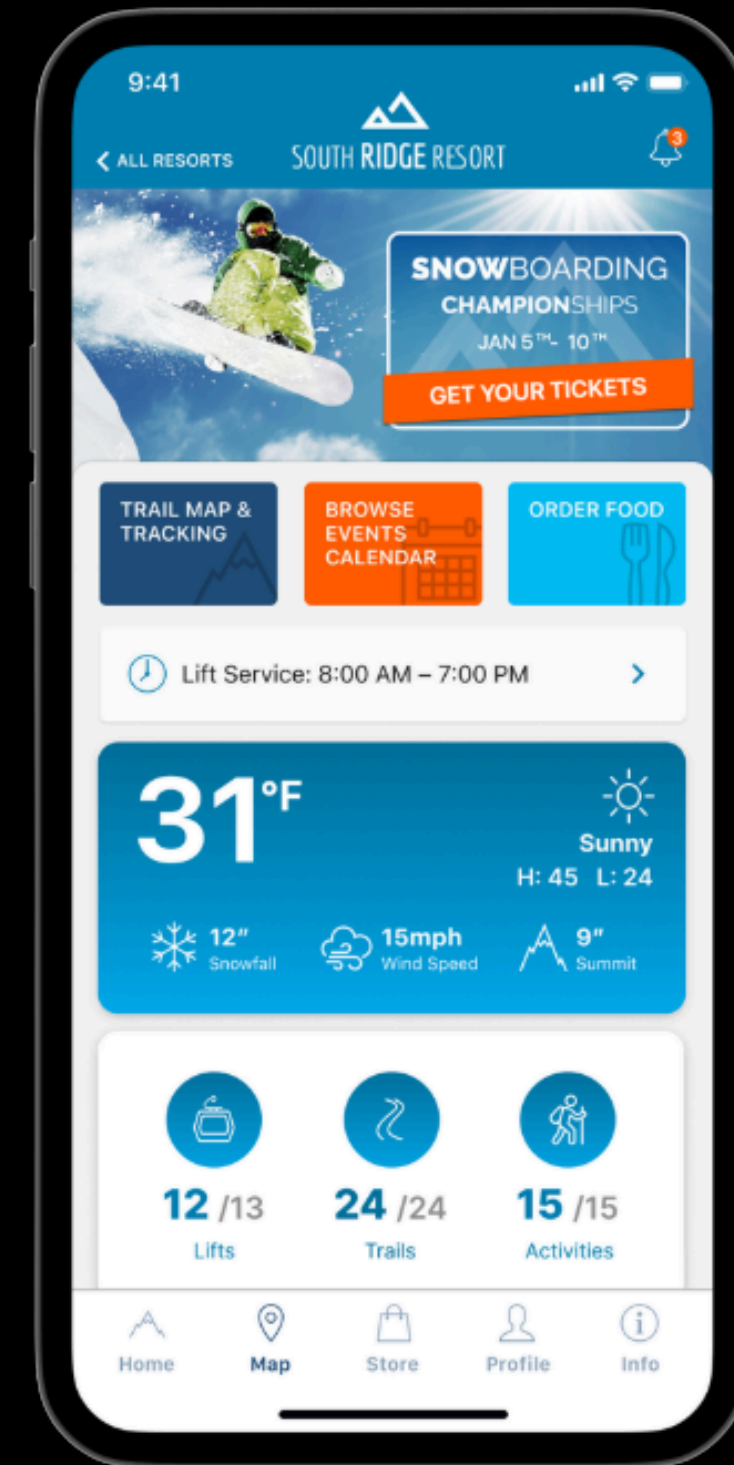 9:41
ALL RESORTS
SOUTH RIDGE RESORT
3
SNOWBOARDING
CHAMPIONSHIPS
JAN 5TH- 10TH
GET YOUR TICKETS
TRAIL MAP &
TRACKING
BROWSE
EVENTS
CALENDAR
ORDER FOOD
Lift Service: 8:00 AM – 7:00 PM
31°F
Sunny
H: 45 L: 24
12"
Snowfall
15mph
Wind Speed
9"
Summit
12 /13
Lifts
24 /24
Trails
15 /15
Activities
Home
Map
Store
Profile
Info